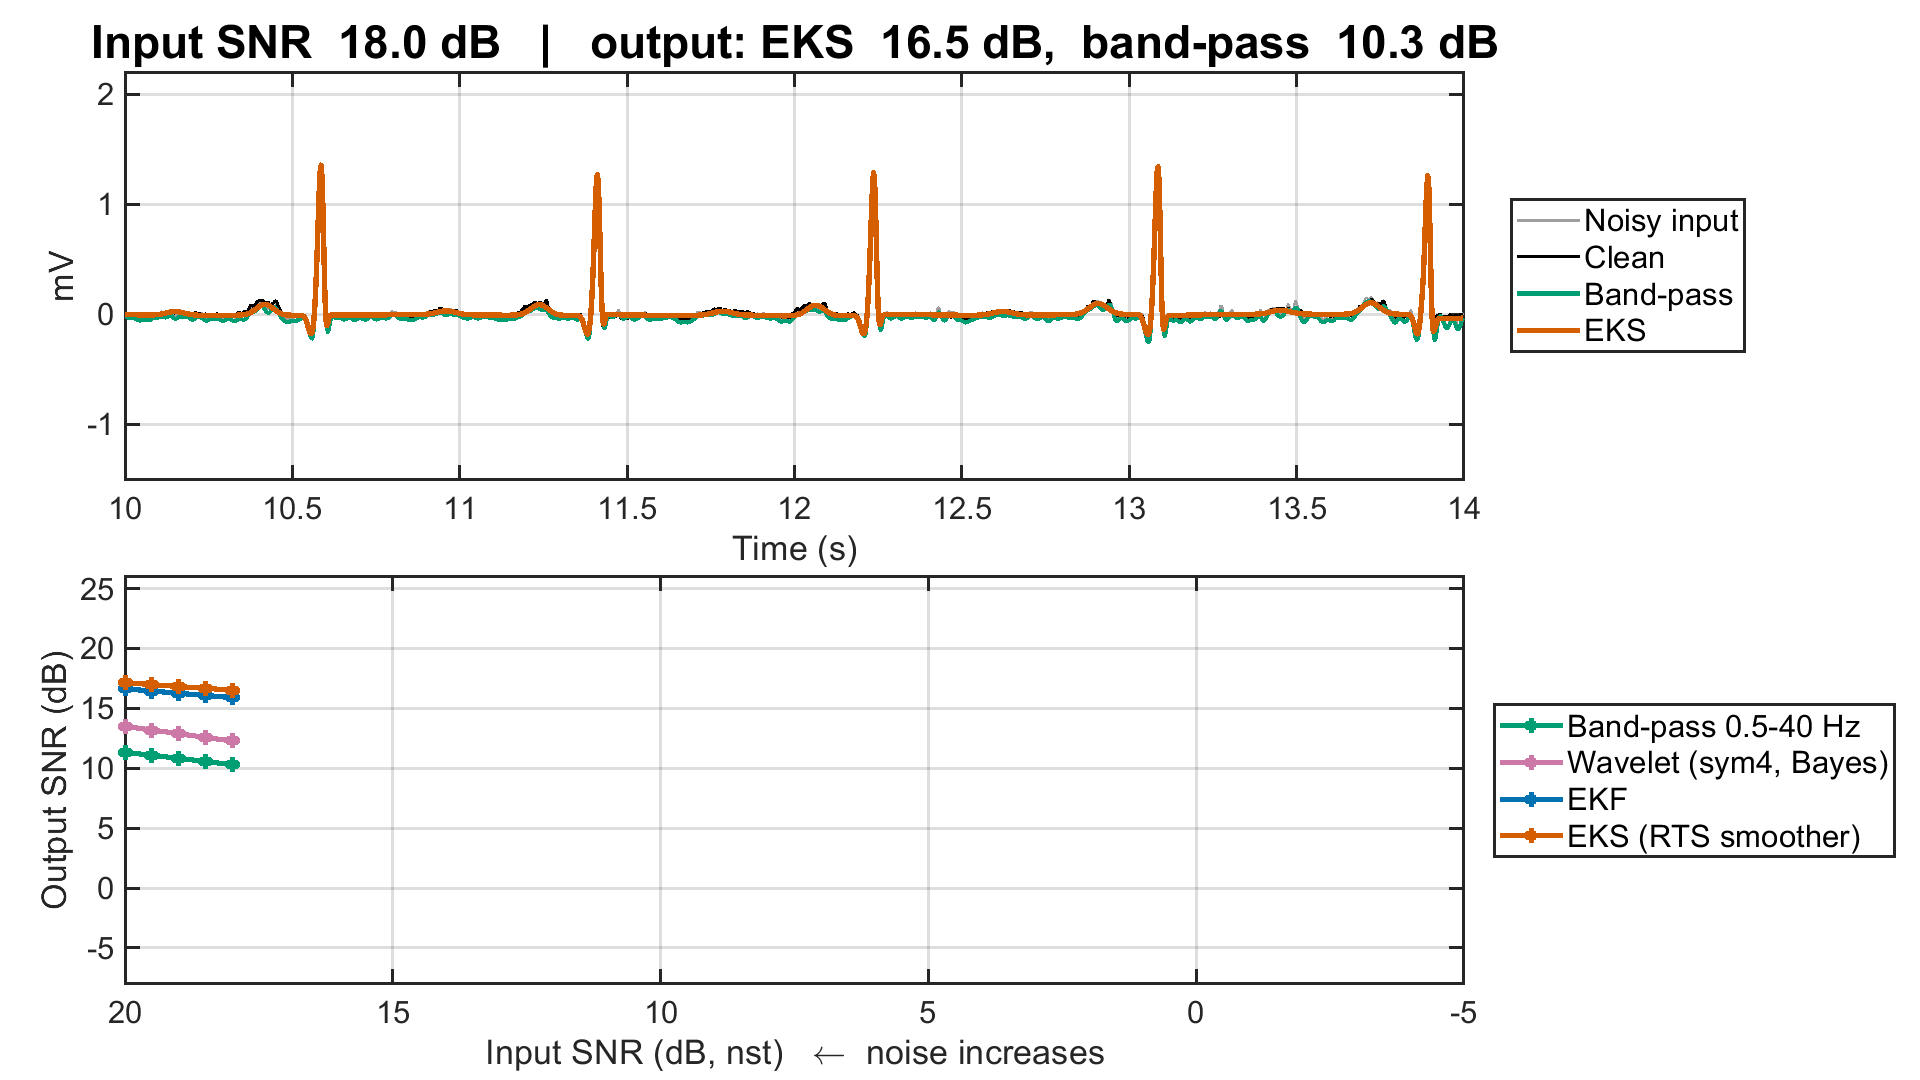 Input SNR  18.0 dB   |   output: EKS  16.5 dB,  band-pass  10.3 dB
2
1
0
-1
mV
10
10.5
11
11.5
12
12.5
13
13.5
14
Time (s)
Noisy input
Clean
Band-pass
EKS
25
20
15
10
5
0
-5
Output SNR (dB)
20
15
10
5
0
-5
Input SNR (dB, nst)   ←  noise increases
Band-pass 0.5-40 Hz
Wavelet (sym4, Bayes)
EKF
EKS (RTS smoother)